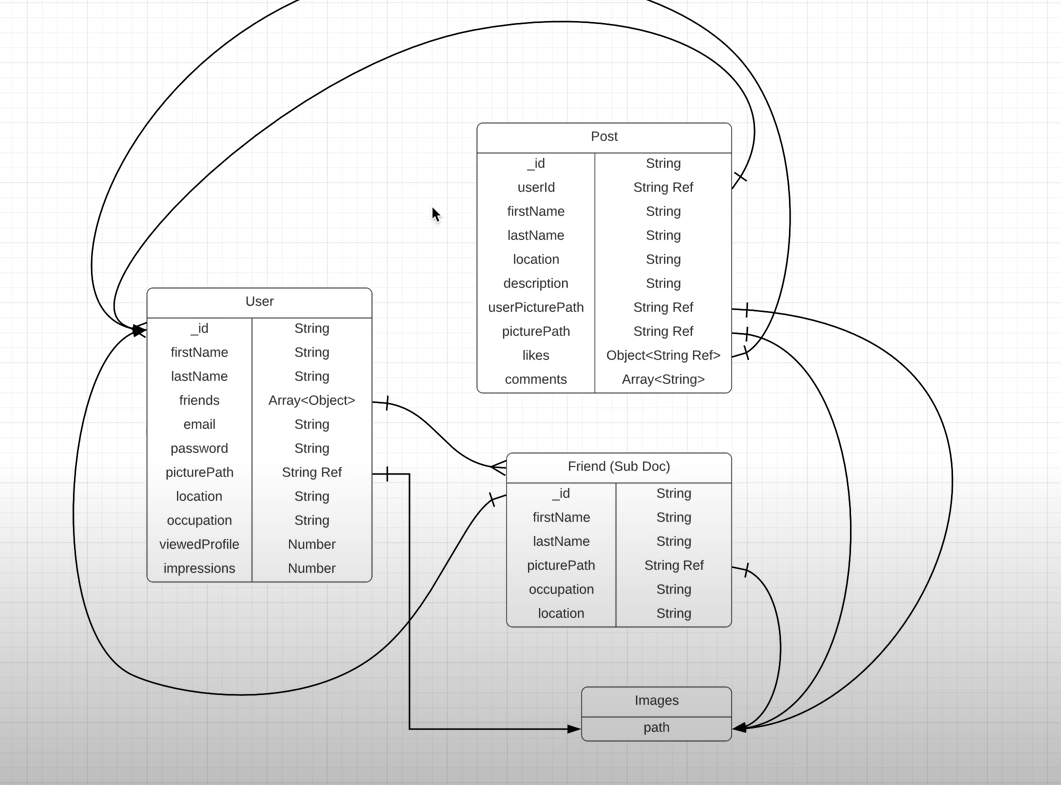 Post
_id String
userId String Ref
firstName String
lastName String
location String
description String
userPicturePath String Ref
picturePath String Ref
likes Object<String Ref>
comments Array<String>
User
_id String
firstName String
lastName String
friends Array<Object>
email String
password String
picturePath String Ref
location String
occupation String
viewedProfile Number
impressions Number
Friend (Sub Doc)
_id String
firstName String
lastName String
picturePath String Ref
occupation String
location String
Images
path